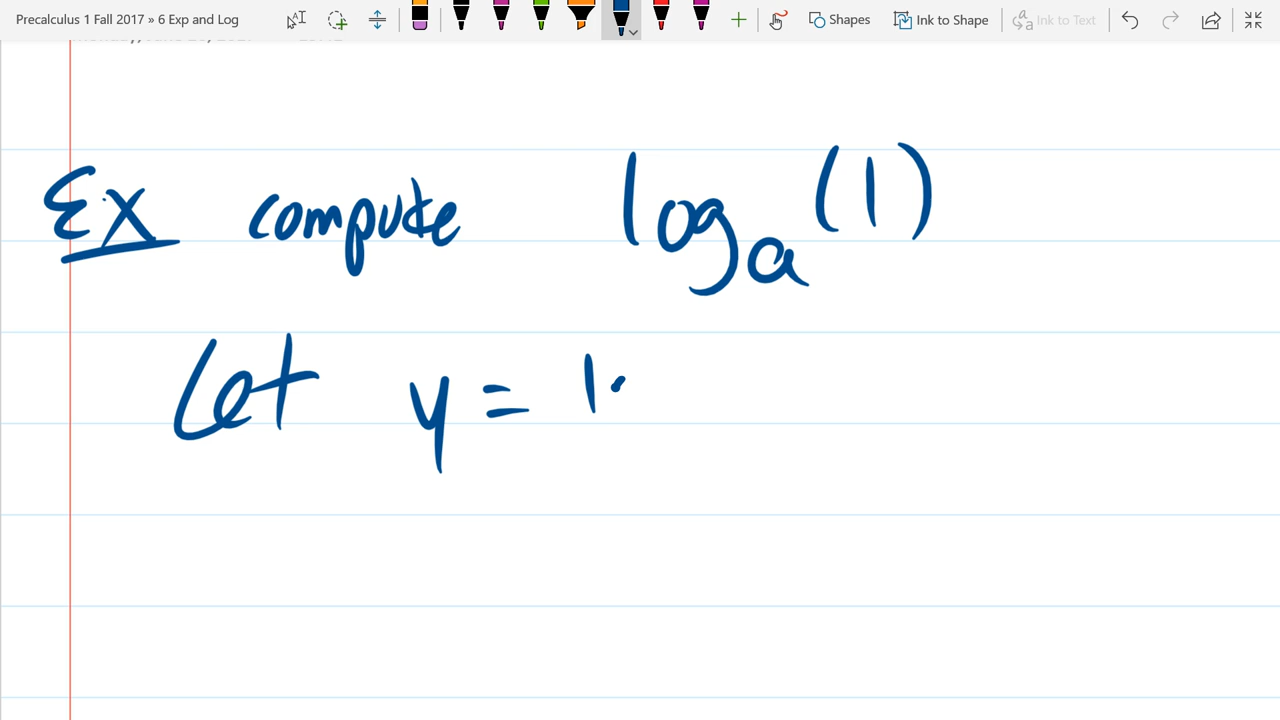 Precalculus 1 Fall 2017 » 6 Exp and Log
Shapes
Ink to Shape
Ink to Text
Ex compute log_a (1)
Let y = l